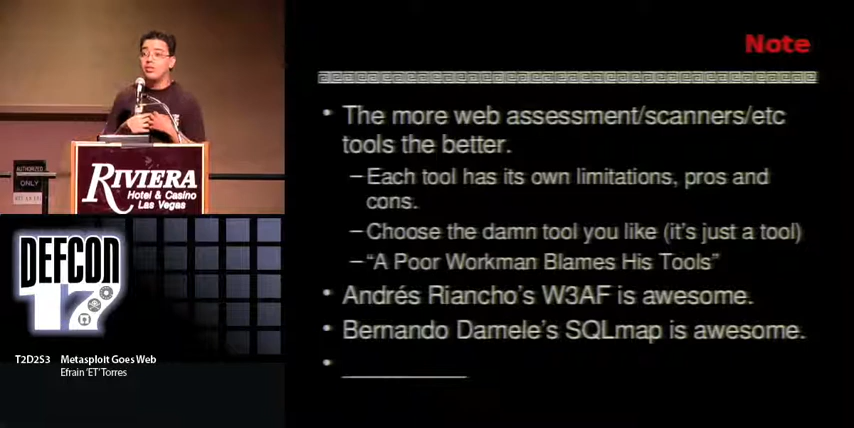 Note
• The more web assessment/scanners/etc
tools the better.
– Each tool has its own limitations, pros and
cons.
– Choose the damn tool you like (it's just a tool)
– “A Poor Workman Blames His Tools”
• Andrés Riancho's W3AF is awesome.
• Bernando Damele's SQLmap is awesome.
• ___________
AUTHORIZED
ONLY
RIVIERA
Hotel & Casino
Las Vegas
DEFCON
17
T2D2S3 Metasploit Goes Web
Efrain ‘ET’ Torres